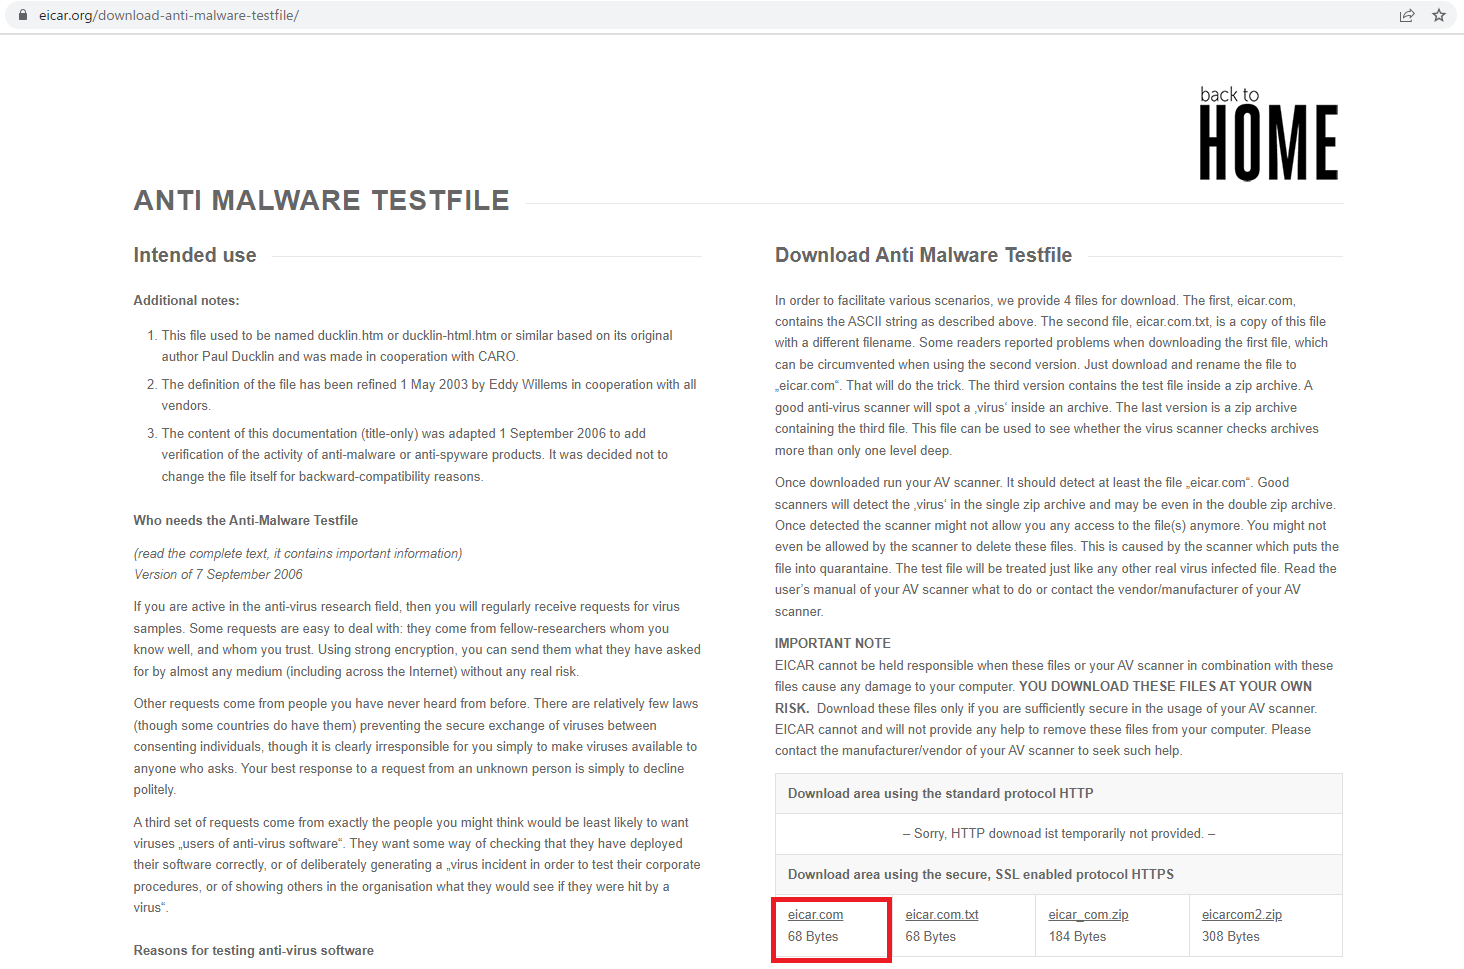 eicar.org/download-anti-malware-testfile/
back to
HOME
ANTI MALWARE TESTFILE
Intended use
Additional notes:
1. This file used to be named ducklin.htm or ducklin-html.htm or similar based on its original
author Paul Ducklin and was made in cooperation with CARO.
2. The definition of the file has been refined 1 May 2003 by Eddy Willems in cooperation with all
vendors.
3. The content of this documentation (title-only) was adapted 1 September 2006 to add
verification of the activity of anti-malware or anti-spyware products. It was decided not to
change the file itself for backward-compatibility reasons.
Who needs the Anti-Malware Testfile
(read the complete text, it contains important information)
Version of 7 September 2006
If you are active in the anti-virus research field, then you will regularly receive requests for virus
samples. Some requests are easy to deal with: they come from fellow-researchers whom you
know well, and whom you trust. Using strong encryption, you can send them what they have asked
for by almost any medium (including across the Internet) without any real risk.
Other requests come from people you have never heard from before. There are relatively few laws
(though some countries do have them) preventing the secure exchange of viruses between
consenting individuals, though it is clearly irresponsible for you simply to make viruses available to
anyone who asks. Your best response to a request from an unknown person is simply to decline
politely.
A third set of requests come from exactly the people you might think would be least likely to want
viruses „users of anti-virus software“. They want some way of checking that they have deployed
their software correctly, or of deliberately generating a „virus incident in order to test their corporate
procedures, or of showing others in the organisation what they would see if they were hit by a
virus“.
Reasons for testing anti-virus software
Download Anti Malware Testfile
In order to facilitate various scenarios, we provide 4 files for download. The first, eicar.com,
contains the ASCII string as described above. The second file, eicar.com.txt, is a copy of this file
with a different filename. Some readers reported problems when downloading the first file, which
can be circumvented when using the second version. Just download and rename the file to
„eicar.com“. That will do the trick. The third version contains the test file inside a zip archive. A
good anti-virus scanner will spot a ‚virus‘ inside an archive. The last version is a zip archive
containing the third file. This file can be used to see whether the virus scanner checks archives
more than only one level deep.
Once downloaded run your AV scanner. It should detect at least the file „eicar.com“. Good
scanners will detect the ‚virus‘ in the single zip archive and may be even in the double zip archive.
Once detected the scanner might not allow you any access to the file(s) anymore. You might not
even be allowed by the scanner to delete these files. This is caused by the scanner which puts the
file into quarantaine. The test file will be treated just like any other real virus infected file. Read the
user’s manual of your AV scanner what to do or contact the vendor/manufacturer of your AV
scanner.
IMPORTANT NOTE
EICAR cannot be held responsible when these files or your AV scanner in combination with these
files cause any damage to your computer. YOU DOWNLOAD THESE FILES AT YOUR OWN
RISK. Download these files only if you are sufficiently secure in the usage of your AV scanner.
EICAR cannot and will not provide any help to remove these files from your computer. Please
contact the manufacturer/vendor of your AV scanner to seek such help.
Download area using the standard protocol HTTP
– Sorry, HTTP downoad ist temporarily not provided. –
Download area using the secure, SSL enabled protocol HTTPS
eicar.com eicar.com.txt eicar_com.zip eicarcom2.zip
68 Bytes 68 Bytes 184 Bytes 308 Bytes